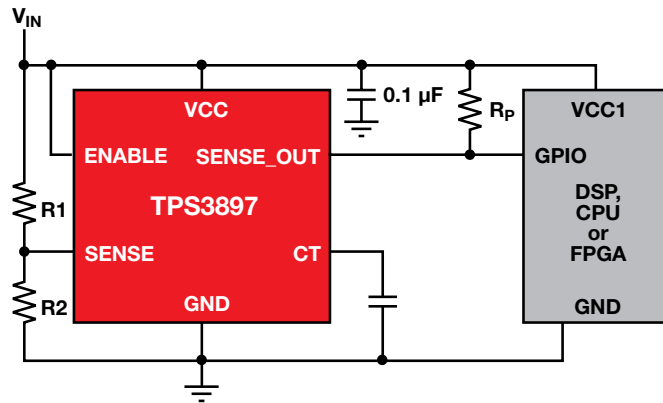 VIN
VCC
0.1 µF
RP
VCC1
ENABLE
SENSE_OUT
GPIO
TPS3897
DSP,
CPU
or
FPGA
R1
SENSE
CT
R2
GND
GND